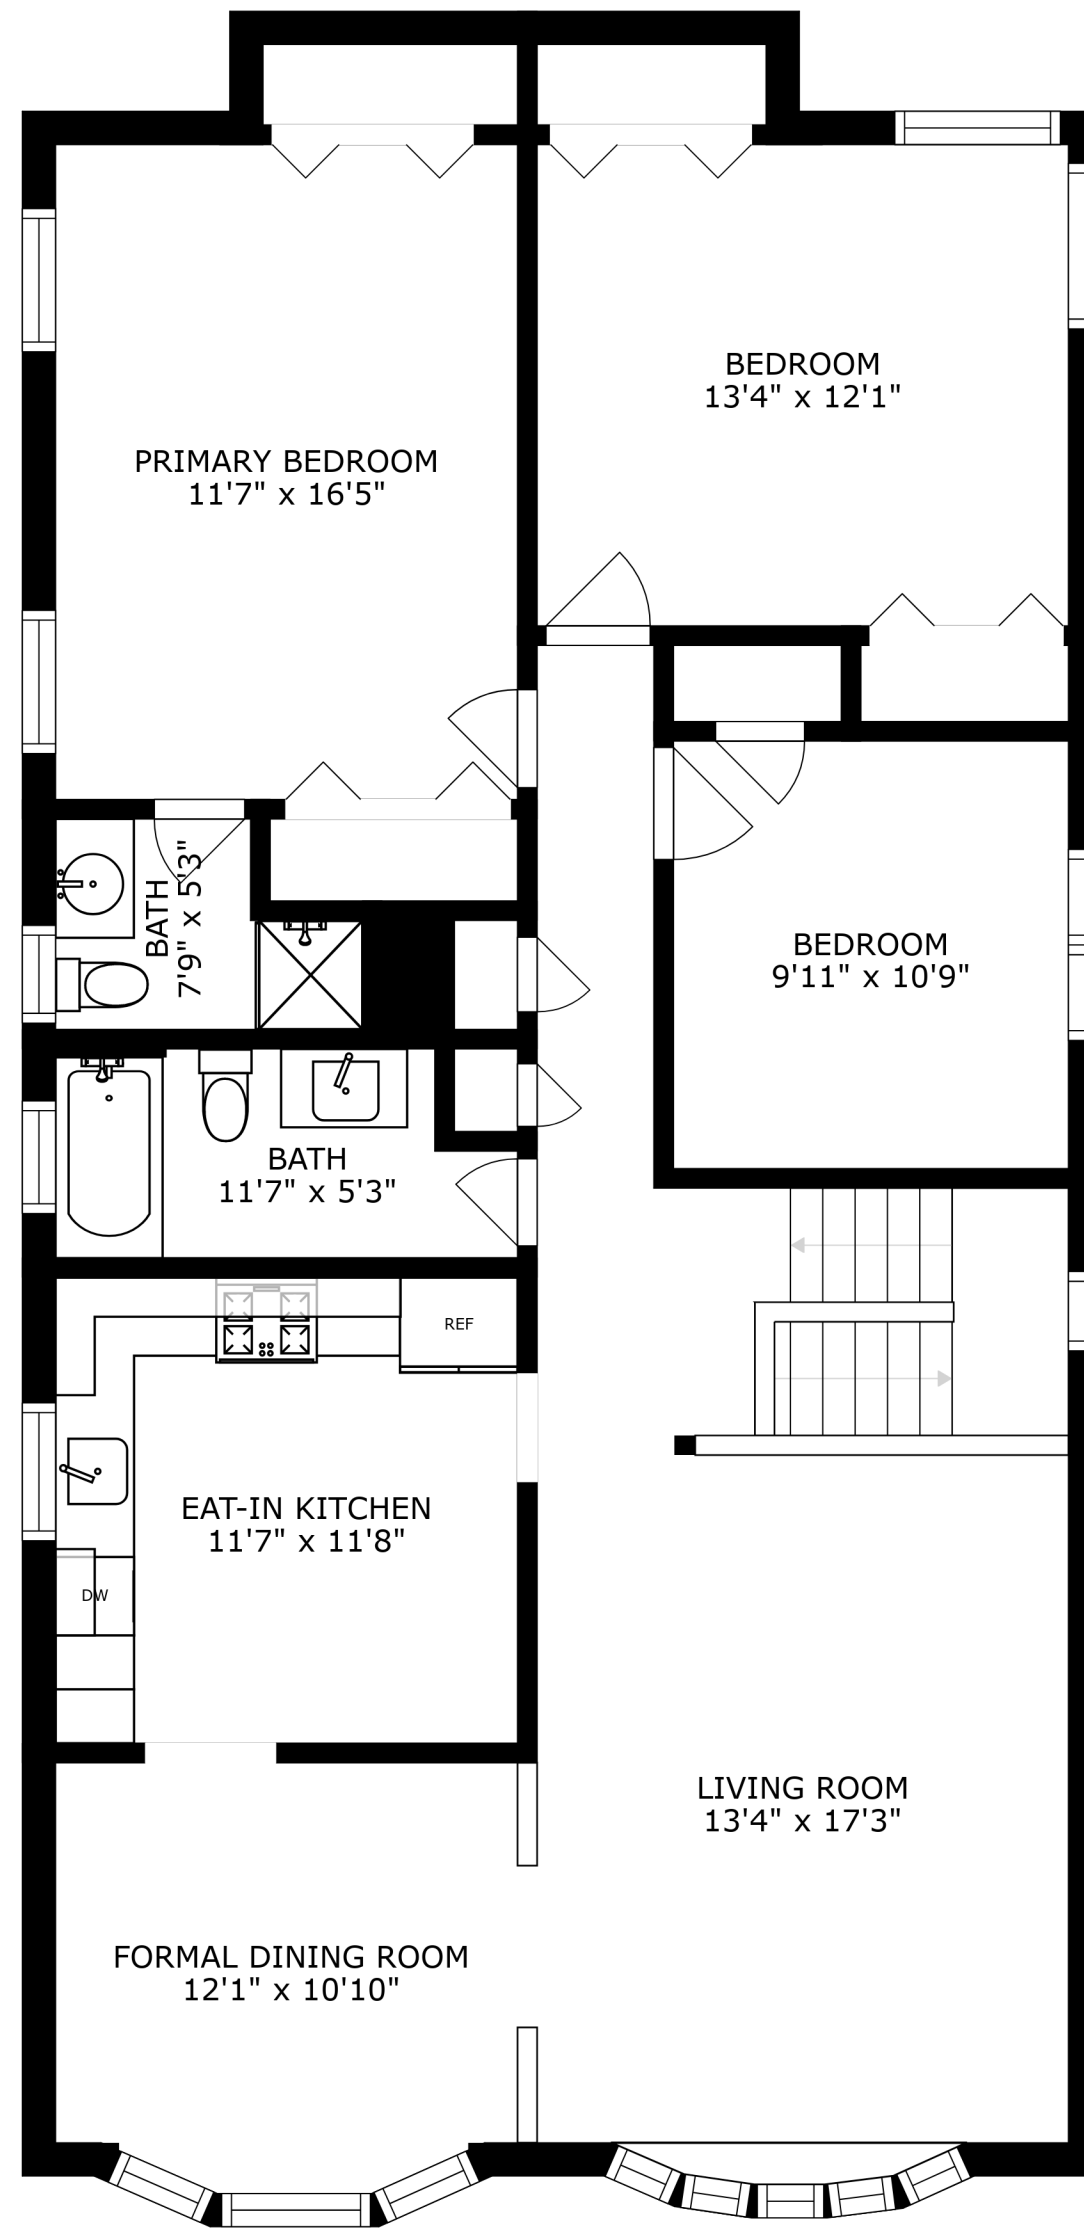 BEDROOM
13'4" x 12'1"
PRIMARY BEDROOM
11'7" x 16'5"
BATH
7'9" x 5'3"
BEDROOM
9'11" x 10'9"
BATH
11'7" x 5'3"
REF
EAT-IN KITCHEN
11'7" x 11'8"
DW
LIVING ROOM
13'4" x 17'3"
FORMAL DINING ROOM
12'1" x 10'10"